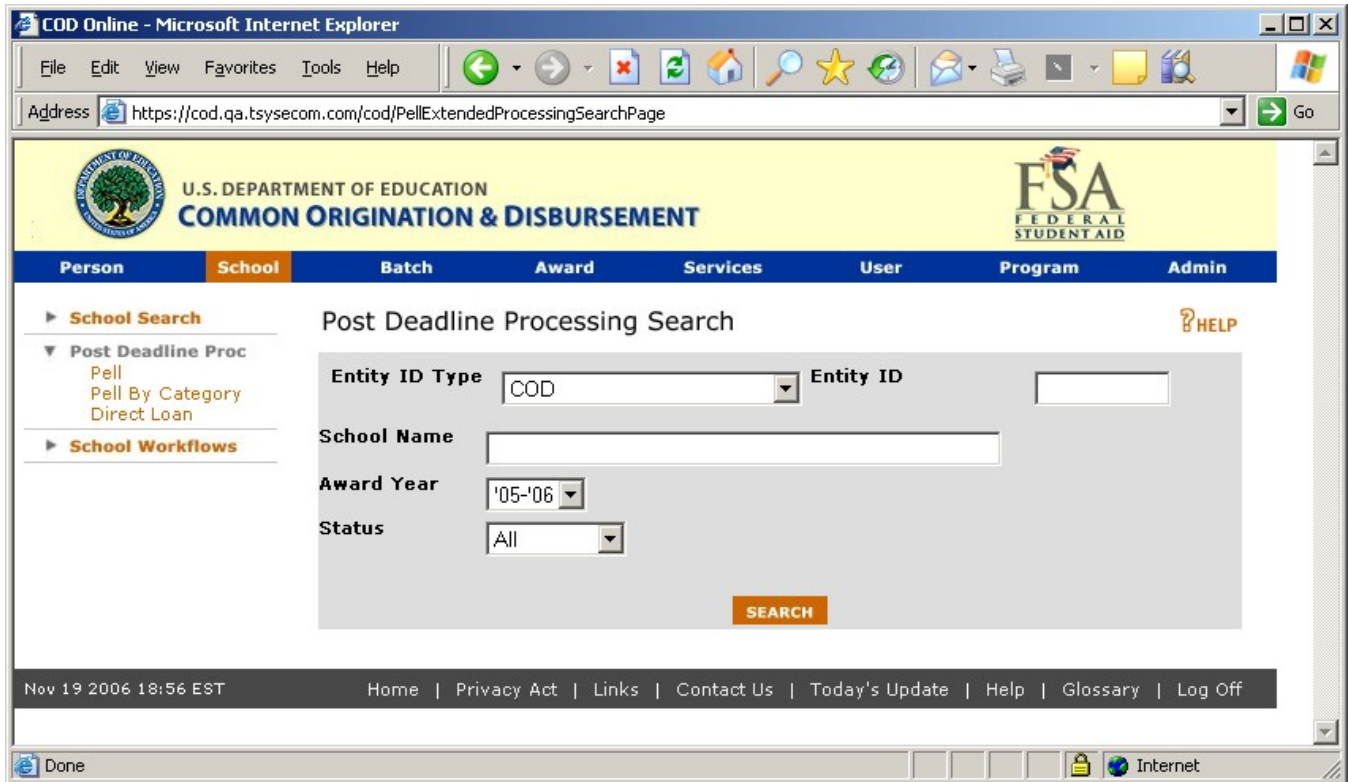 COD Online - Microsoft Internet Explorer
File Edit View Favorites Tools Help
Address https://cod.qa.tsysecom.com/cod/PellExtendedProcessingSearchPage Go
U.S. DEPARTMENT OF EDUCATION
COMMON ORIGINATION & DISBURSEMENT
FSA
FEDERAL
STUDENT AID
Person School Batch Award Services User Program Admin
School Search
Post Deadline Proc
Pell
Pell By Category
Direct Loan
School Workflows
Post Deadline Processing Search
HELP
Entity ID Type COD Entity ID
School Name
Award Year '05-'06
Status All
SEARCH
Nov 19 2006 18:56 EST Home | Privacy Act | Links | Contact Us | Today's Update | Help | Glossary | Log Off
Done Internet